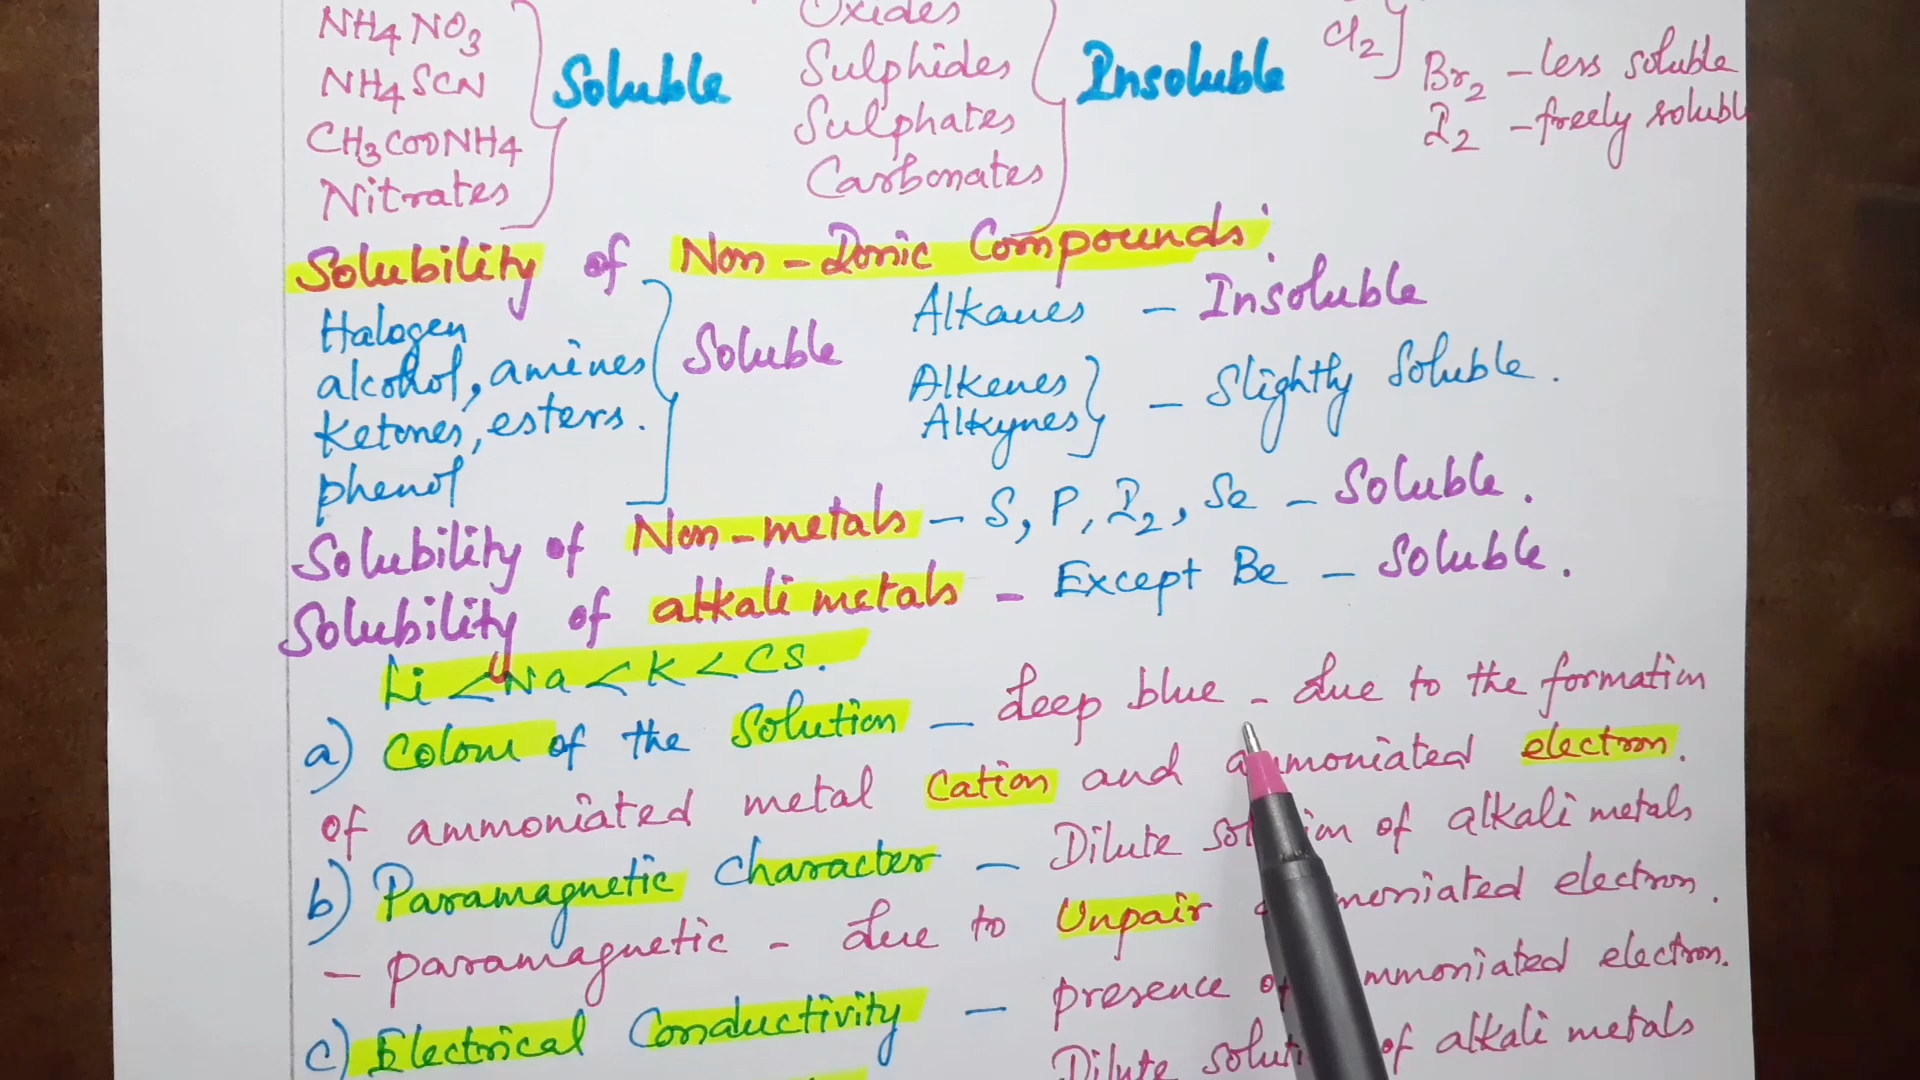 NH4NO3
NH4SCN
CH3COONH4
Nitrates
Soluble
Oxides
Sulphides
Sulphates
Carbonates
Insoluble
Cl2
Br2 - less soluble
I2 - freely soluble
Solubility of Non-Ionic Compounds
Halogen
alcohol, amines
Ketones, esters.
phenol
Soluble
Alkanes - Insoluble
Alkenes
Alkynes
- Slightly Soluble.
Solubility of Non-metals - S, P, I2, Se - Soluble.
Solubility of alkali metals - Except Be - Soluble.
Li < Na < K < Cs.
a) Colour of the Solution - deep blue - due to the formation
of ammoniated metal Cation and ammoniated electron.
b) Paramagnetic Character - Dilute of alkali metals
- paramagnetic - due to Unpair electron.
c) Electrical Conductivity - presence electron.
Dilute of alkali metals